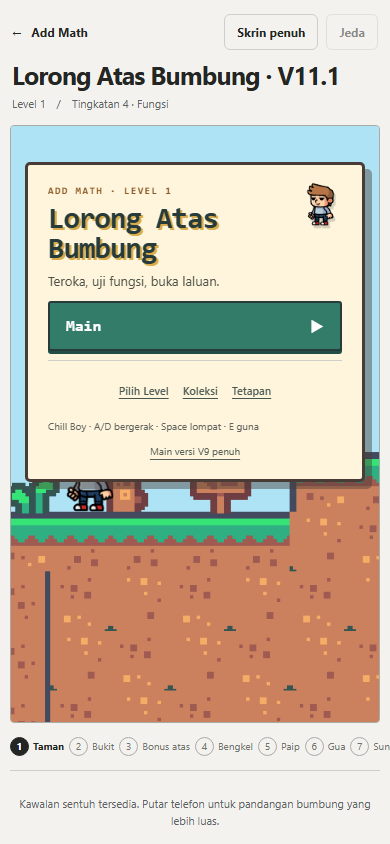 ← Add Math
Skrin penuh
Jeda
Lorong Atas Bumbung · V11.1
Level 1 / Tingkatan 4 · Fungsi
ADD MATH · LEVEL 1
Lorong Atas
Bumbung
Teroka, uji fungsi, buka laluan.
Main ▶
Pilih Level Koleksi Tetapan
Chill Boy · A/D bergerak · Space lompat · E guna
Main versi V9 penuh
1 Taman 2 Bukit 3 Bonus atas 4 Bengkel 5 Paip 6 Gua 7 Sun
Kawalan sentuh tersedia. Putar telefon untuk pandangan bumbung yang
lebih luas.